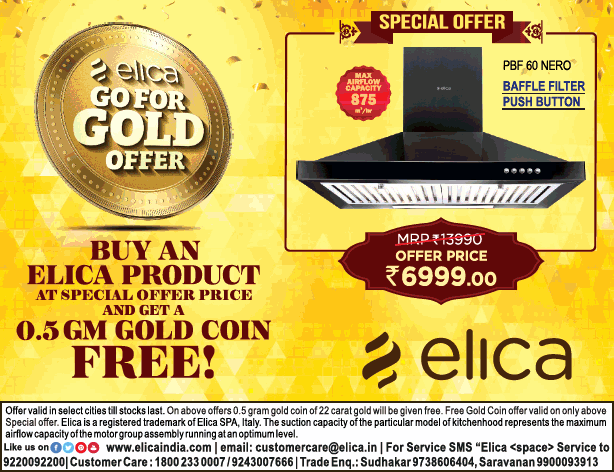 elica
GO FOR
GOLD
OFFER
BUY AN
ELICA PRODUCT
AT SPECIAL OFFER PRICE
AND GET A
0.5 GM GOLD COIN
FREE!
SPECIAL OFFER
PBF 60 NERO
BAFFLE FILTER
PUSH BUTTON
MAX
AIRFLOW
CAPACITY
875
m³/hr
elica
MRP ₹13990
OFFER PRICE
₹6999.00
elica
Offer valid in select cities till stocks last. On above offers 0.5 gram gold coin of 22 carat gold will be given free. Free Gold Coin offer valid on only above
Special offer. Elica is a registered trademark of Elica SPA, Italy. The suction capacity of the particular model of kitchenhood represents the maximum
airflow capacity of the motor group assembly running at an optimum level.
Like us on www.elicaindia.com | email: customercare@elica.in | For Service SMS “Elica <space> Service to
9220092200 | Customer Care : 1800 233 0007 / 9243007666 | Trade Enq. : Sudhakar 9738606404, Saravanan 9900093913